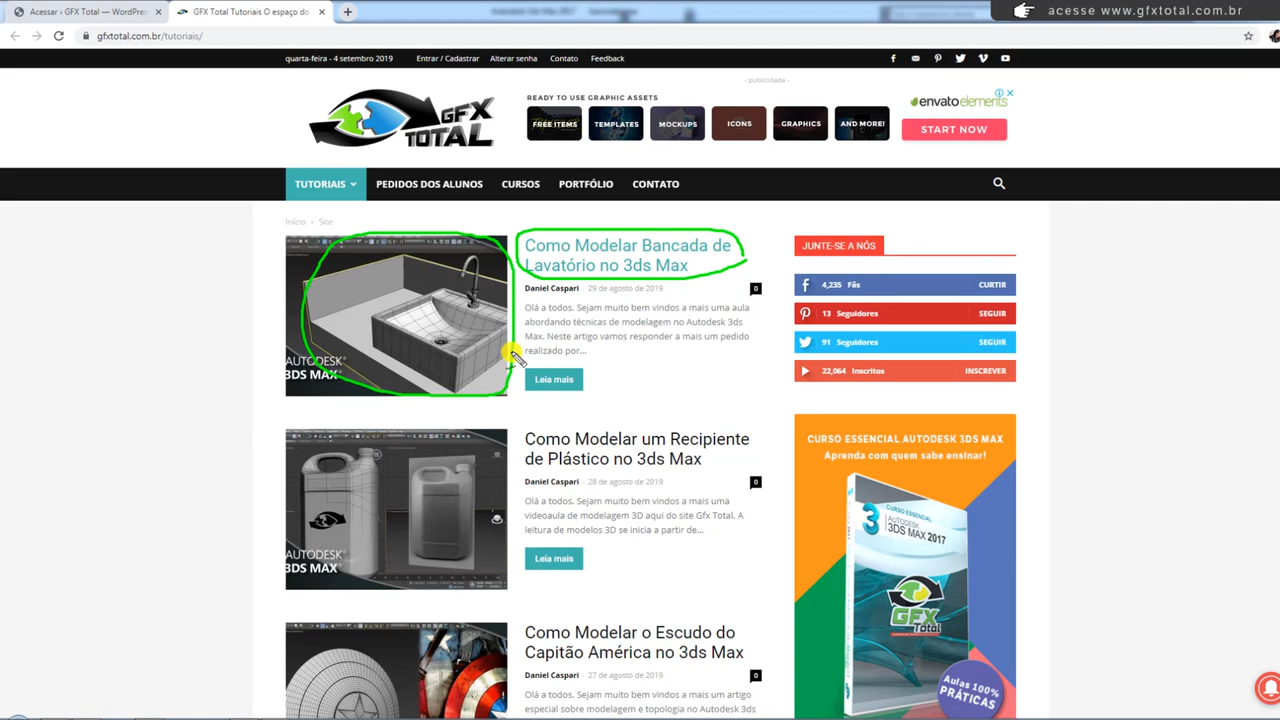 Acessar ‹ GFX Total — WordPres
GFX Total Tutoriais O espaço do
acesse www.gfxtotal.com.br
gfxtotal.com.br/tutoriais/
quarta-feira - 4 setembro 2019
Entrar / Cadastrar
Alterar senha
Contato
Feedback
- publicidade -
GFX
TOTAL
READY TO USE GRAPHIC ASSETS
FREE ITEMS
TEMPLATES
MOCKUPS
ICONS
GRAPHICS
AND MORE!
envatoelements
START NOW
TUTORIAIS
PEDIDOS DOS ALUNOS
CURSOS
PORTFÓLIO
CONTATO
Início › Site
AUTODESK®
3DS MAX®
Como Modelar Bancada de
Lavatório no 3ds Max
Daniel Caspari - 29 de agosto de 2019
0
Olá a todos. Sejam muito bem vindos a mais uma aula
abordando técnicas de modelagem no Autodesk 3ds
Max. Neste artigo vamos responder a mais um pedido
realizado por...
Leia mais
AUTODESK®
3DS MAX®
Como Modelar um Recipiente
de Plástico no 3ds Max
Daniel Caspari - 28 de agosto de 2019
0
Olá a todos. Sejam muito bem vindos a mais uma
videoaula de modelagem 3D aqui do site Gfx Total. A
leitura de modelos 3D se inicia a partir de...
Leia mais
Como Modelar o Escudo do
Capitão América no 3ds Max
Daniel Caspari - 27 de agosto de 2019
0
Olá a todos. Sejam muito bem vindos a um artigo
especial sobre modelagem e topologia no Autodesk 3ds
JUNTE-SE A NÓS
4,235 Fãs
CURTIR
13 Seguidores
SEGUIR
91 Seguidores
SEGUIR
22,064 Inscritos
INSCREVER
CURSO ESSENCIAL AUTODESK 3DS MAX
Aprenda com quem sabe ensinar!
3
CURSO ESSENCIAL
AUTODESK
3DS MAX 2017
GFX
Total
Aulas 100%
PRÁTICAS